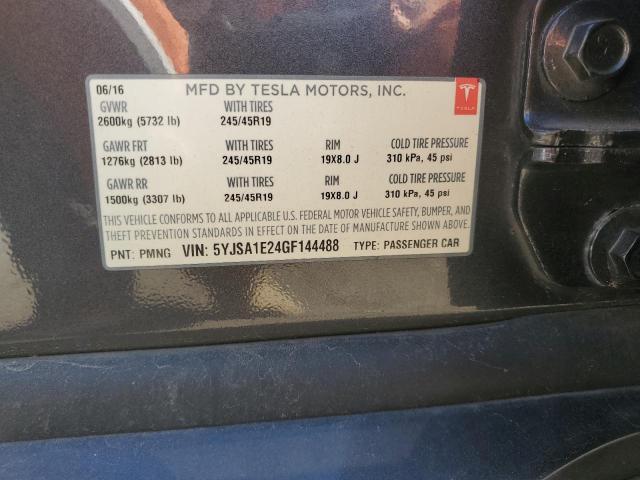 06/16 MFD BY TESLA MOTORS, INC.
GVWR WITH TIRES
2600kg (5732 lb) 245/45R19
TESLA
GAWR FRT WITH TIRES RIM COLD TIRE PRESSURE
1276kg (2813 lb) 245/45R19 19X8.0 J 310 kPa, 45 psi
GAWR RR WITH TIRES RIM COLD TIRE PRESSURE
1500kg (3307 lb) 245/45R19 19X8.0 J 310 kPa, 45 psi
THIS VEHICLE CONFORMS TO ALL APPLICABLE U.S. FEDERAL MOTOR VEHICLE SAFETY, BUMPER, AND
THEFT PREVENTION STANDARDS IN EFFECT ON THE DATE OF MANUFACTURE SHOWN ABOVE.
PNT: PMNG VIN: 5YJSA1E24GF144488 TYPE: PASSENGER CAR